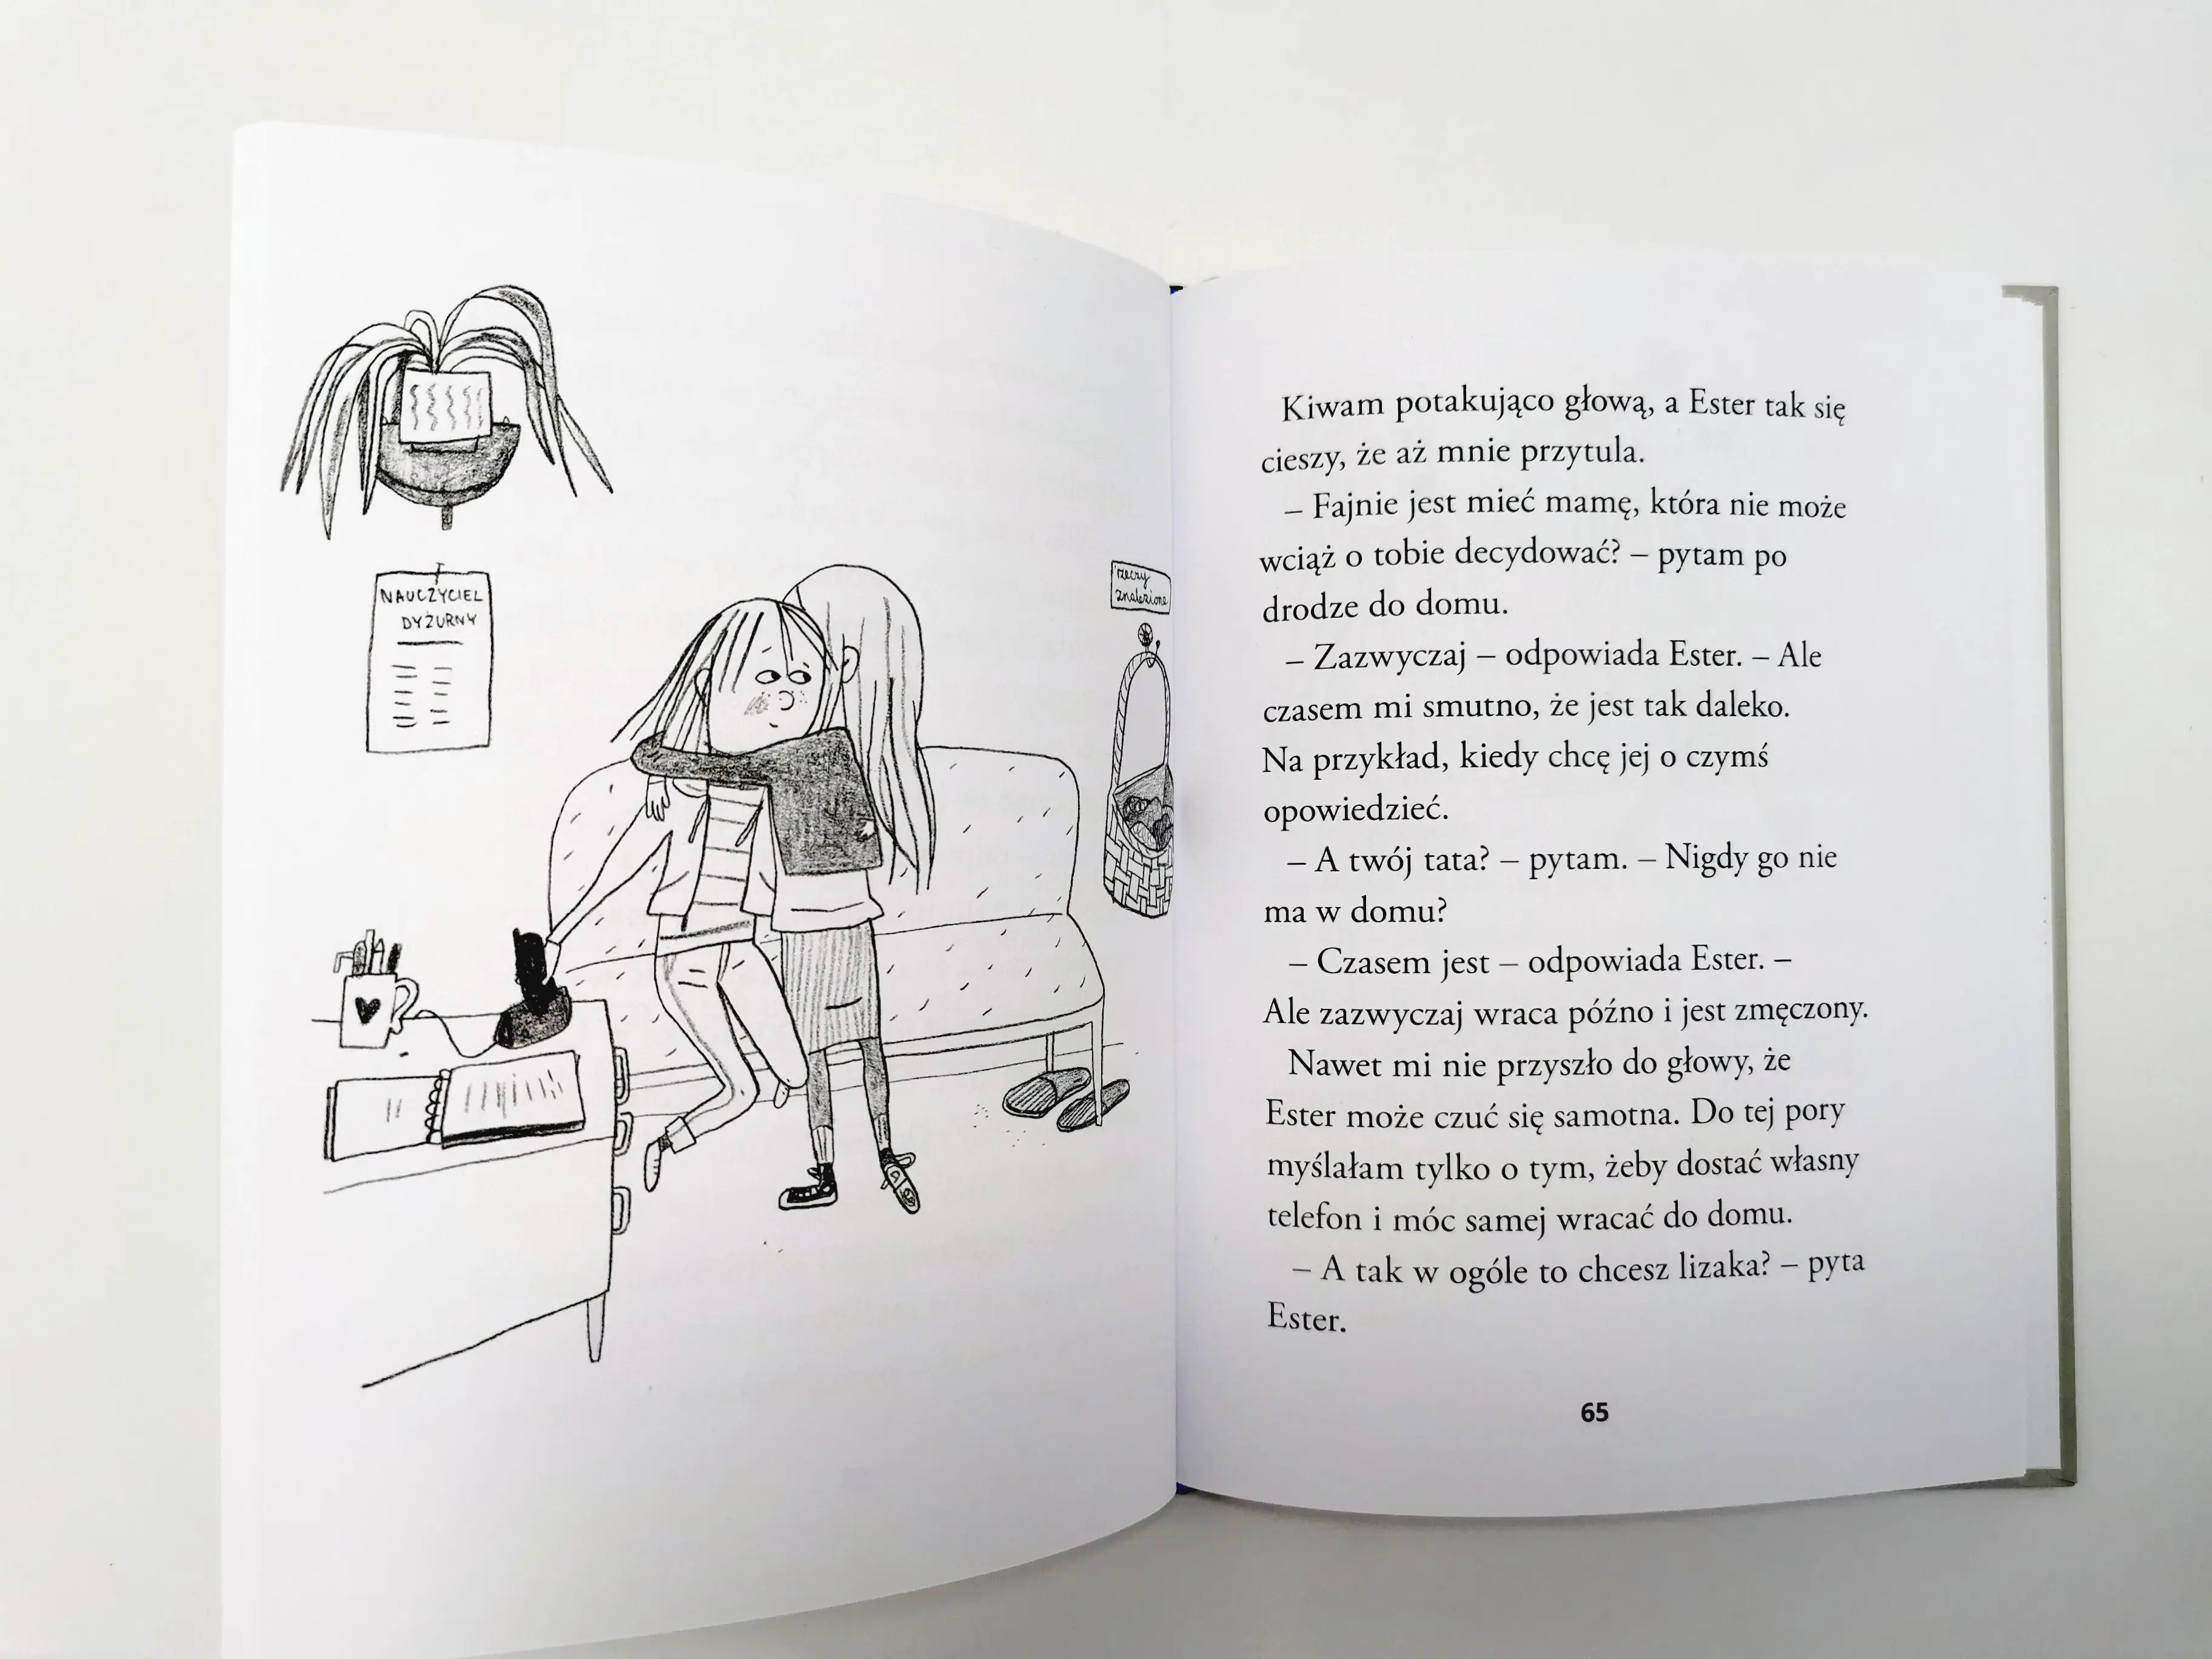 NAUCZYCIEL
DYŻURNY
rzeczy
znalezione
Kiwam potakująco głową, a Ester tak się
cieszy, że aż mnie przytula.
– Fajnie jest mieć mamę, która nie może
wciąż o tobie decydować? – pytam po
drodze do domu.
– Zazwyczaj – odpowiada Ester. – Ale
czasem mi smutno, że jest tak daleko.
Na przykład, kiedy chcę jej o czymś
opowiedzieć.
– A twój tata? – pytam. – Nigdy go nie
ma w domu?
– Czasem jest – odpowiada Ester. –
Ale zazwyczaj wraca późno i jest zmęczony.
Nawet mi nie przyszło do głowy, że
Ester może czuć się samotna. Do tej pory
myślałam tylko o tym, żeby dostać własny
telefon i móc samej wracać do domu.
– A tak w ogóle to chcesz lizaka? – pyta
Ester.
65